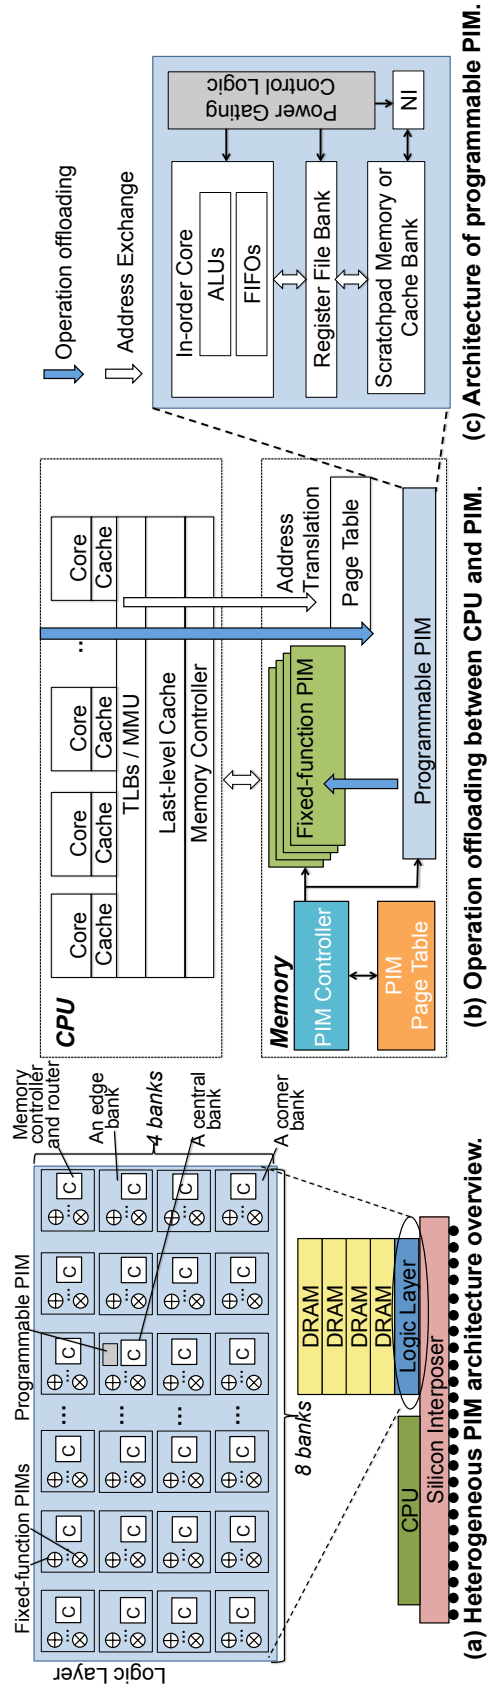 Fixed-function PIMs
Programmable PIM
Memory
controller
and router
An edge
bank
4 banks
A central
bank
A corner
bank
Logic Layer
C C C C C C
C C C C C C
C C C C C C
C C C C C C
... ...
8 banks
DRAM
DRAM
DRAM
DRAM
Logic Layer
CPU
Silicon Interposer
(a) Heterogeneous PIM architecture overview.
CPU
Core Core Core ... Core
Cache Cache Cache Cache
TLBs / MMU
Last-level Cache
Memory Controller
Memory
PIM Controller
PIM
Page Table
Fixed-function PIM
Address
Translation
Page Table
Programmable PIM
(b) Operation offloading between CPU and PIM.
Operation offloading
Address Exchange
In-order Core
ALUs
FIFOs
Register File Bank
Scratchpad Memory or
Cache Bank
Power Gating
Control Logic
NI
(c) Architecture of programmable PIM.